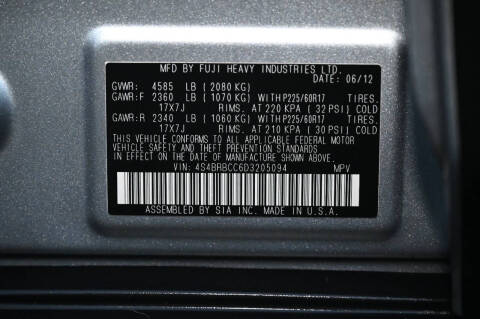 MFD BY FUJI HEAVY INDUSTRIES LTD.
DATE: 06/12
GVWR: 4585 LB (2080 KG)
GAWR:F 2360 LB (1070 KG) WITH P225/60R17 TIRES.
17X7J RIMS. AT 220 KPA (32 PSI) COLD
GAWR:R 2340 LB (1060 KG) WITH P225/60R17 TIRES.
17X7J RIMS. AT 210 KPA (30 PSI) COLD
THIS VEHICLE CONFORMS TO ALL APPLICABLE FEDERAL MOTOR
VEHICLE SAFETY AND THEFT PREVENTION STANDARDS
IN EFFECT ON THE DATE OF MANUFACTURE SHOWN ABOVE.
VIN: 4S4BRBCC6D3205094 MPV
ASSEMBLED BY SIA INC. MADE IN U.S.A.